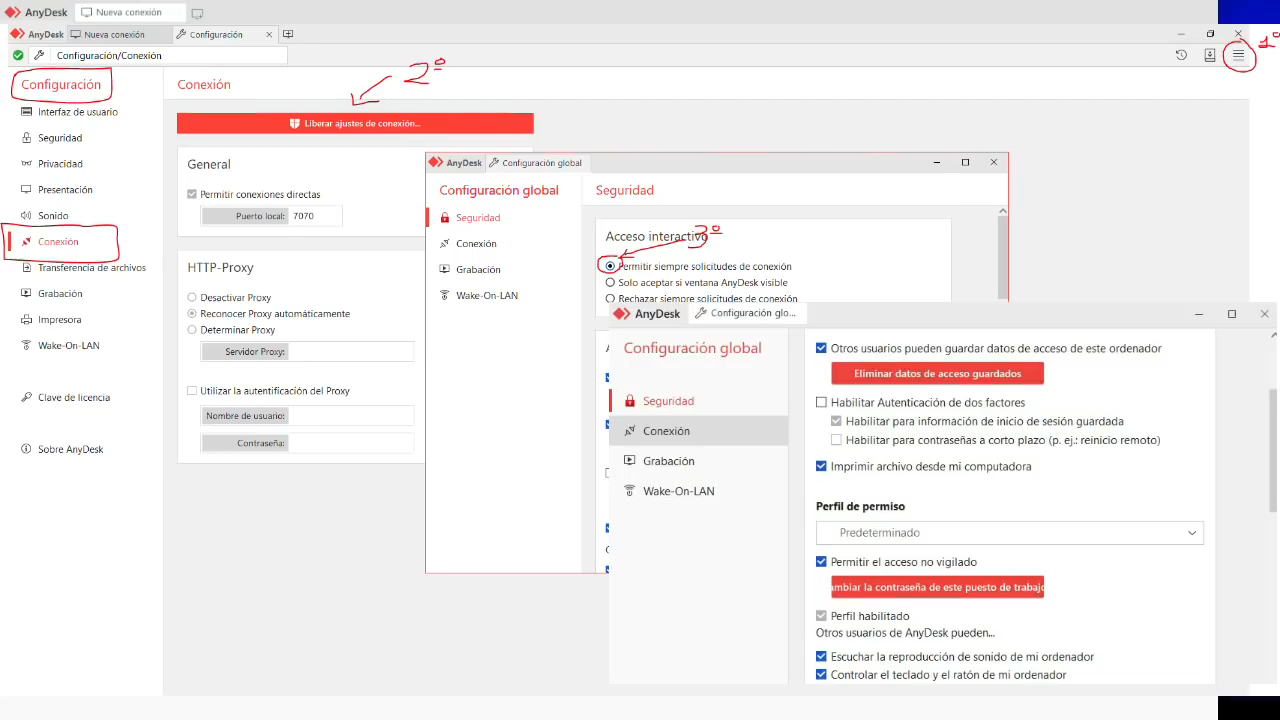 AnyDesk Nueva conexión
AnyDesk Nueva conexión Configuración
Configuración/Conexión
1º
Configuración
Interfaz de usuario
Seguridad
Privacidad
Presentación
Sonido
Conexión
Transferencia de archivos
Grabación
Impresora
Wake-On-LAN
Clave de licencia
Sobre AnyDesk
Conexión
2º
Liberar ajustes de conexión...
General
Permitir conexiones directas
Puerto local: 7070
HTTP-Proxy
Desactivar Proxy
Reconocer Proxy automáticamente
Determinar Proxy
Servidor Proxy:
Utilizar la autentificación del Proxy
Nombre de usuario:
Contraseña:
AnyDesk Configuración global
Configuración global
Seguridad
Conexión
Grabación
Wake-On-LAN
Seguridad
Acceso interactivo
3º
Permitir siempre solicitudes de conexión
Solo aceptar si ventana AnyDesk visible
Rechazar siempre solicitudes de conexión
AnyDesk Configuración glo...
Configuración global
Seguridad
Conexión
Grabación
Wake-On-LAN
Otros usuarios pueden guardar datos de acceso de este ordenador
Eliminar datos de acceso guardados
Habilitar Autenticación de dos factores
Habilitar para información de inicio de sesión guardada
Habilitar para contraseñas a corto plazo (p. ej.: reinicio remoto)
Imprimir archivo desde mi computadora
Perfil de permiso
Predeterminado
Permitir el acceso no vigilado
mbiar la contraseña de este puesto de trabajo
Perfil habilitado
Otros usuarios de AnyDesk pueden...
Escuchar la reproducción de sonido de mi ordenador
Controlar el teclado y el ratón de mi ordenador